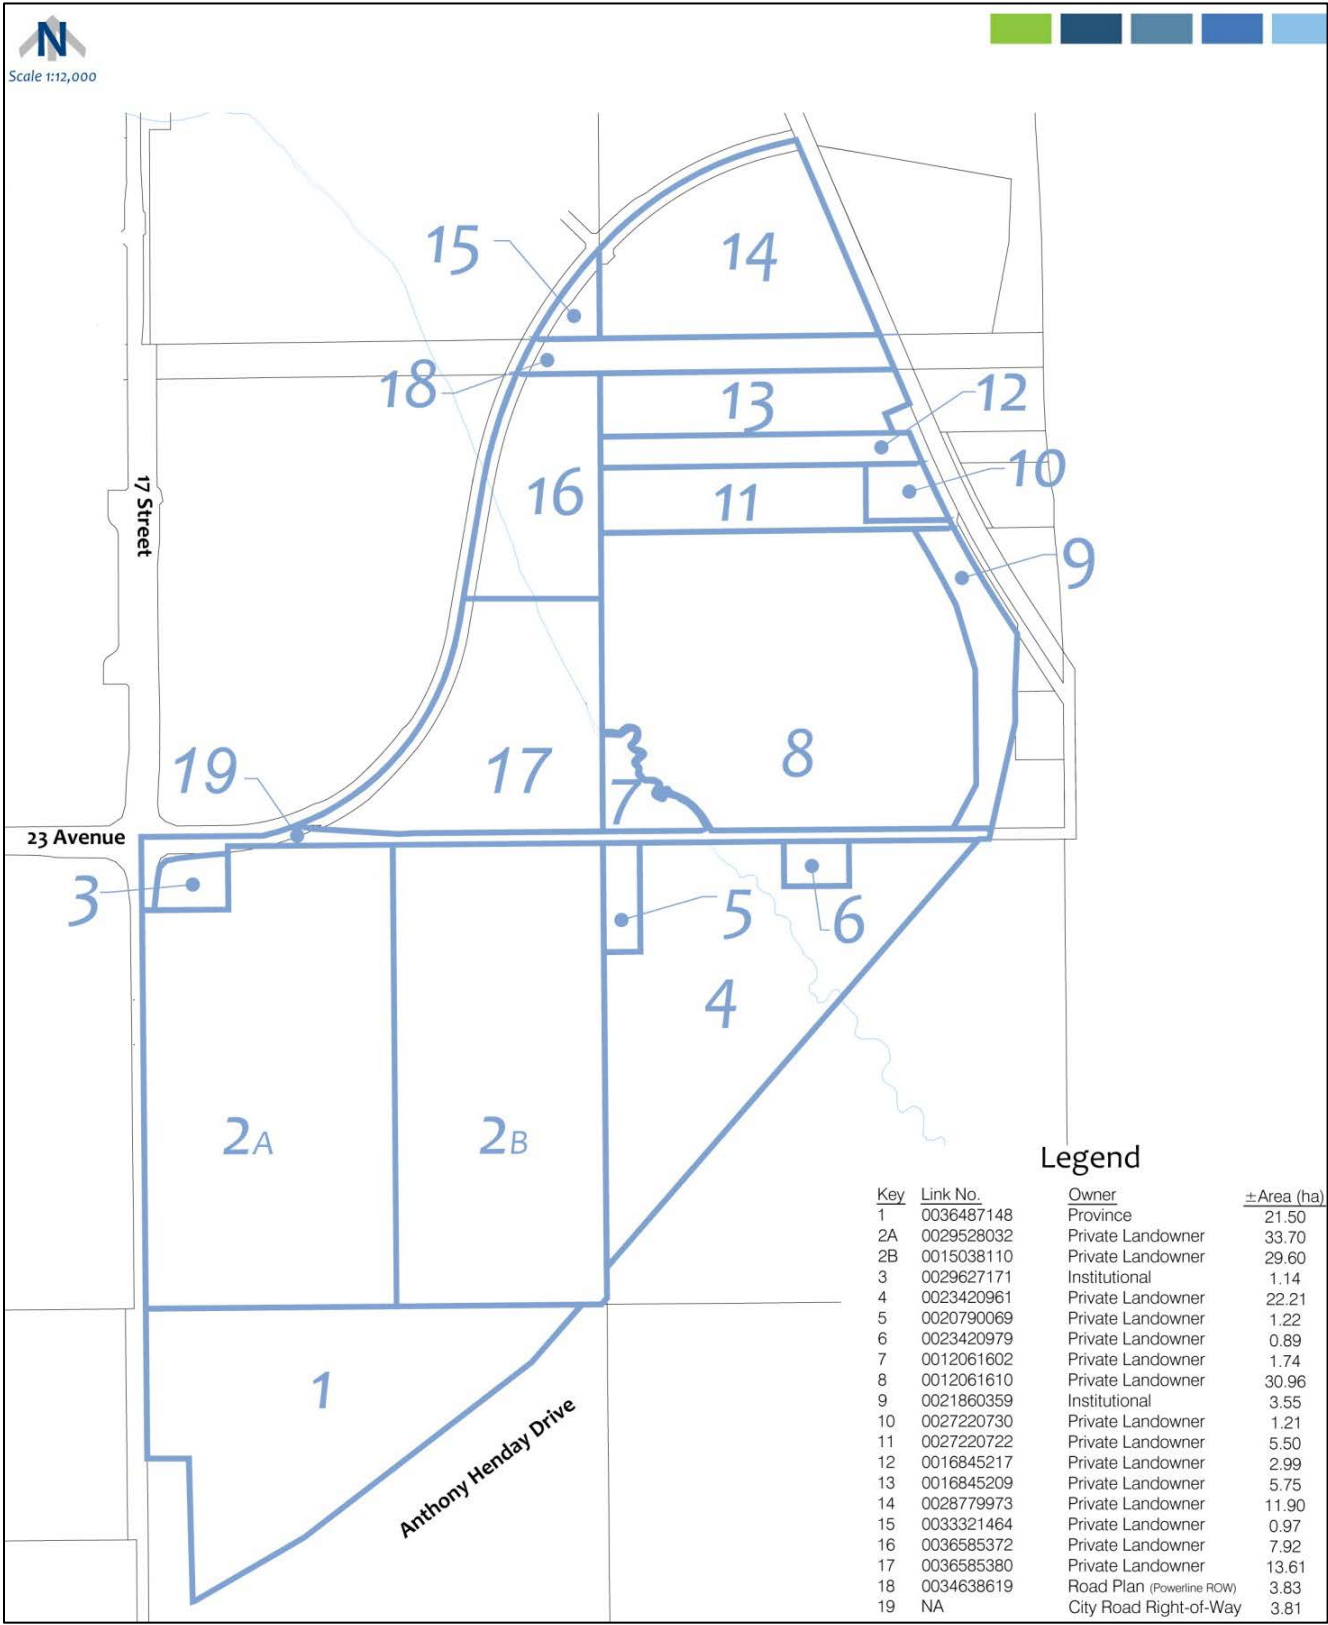 N
Scale 1:12,000
15
14
18
13
12
10
16
11
17 Street
9
19
17
8
7
23 Avenue
3
5
6
4
2A
2B
1
Anthony Henday Drive
Legend
Key Link No. Owner ±Area (ha)
1 0036487148 Province 21.50
2A 0029528032 Private Landowner 33.70
2B 0015038110 Private Landowner 29.60
3 0029627171 Institutional 1.14
4 0023420961 Private Landowner 22.21
5 0020790069 Private Landowner 1.22
6 0023420979 Private Landowner 0.89
7 0012061602 Private Landowner 1.74
8 0012061610 Private Landowner 30.96
9 0021860359 Institutional 3.55
10 0027220730 Private Landowner 1.21
11 0027220722 Private Landowner 5.50
12 0016845217 Private Landowner 2.99
13 0016845209 Private Landowner 5.75
14 0028779973 Private Landowner 11.90
15 0033321464 Private Landowner 0.97
16 0036585372 Private Landowner 7.92
17 0036585380 Private Landowner 13.61
18 0034638619 Road Plan (Powerline ROW) 3.83
19 NA City Road Right-of-Way 3.81